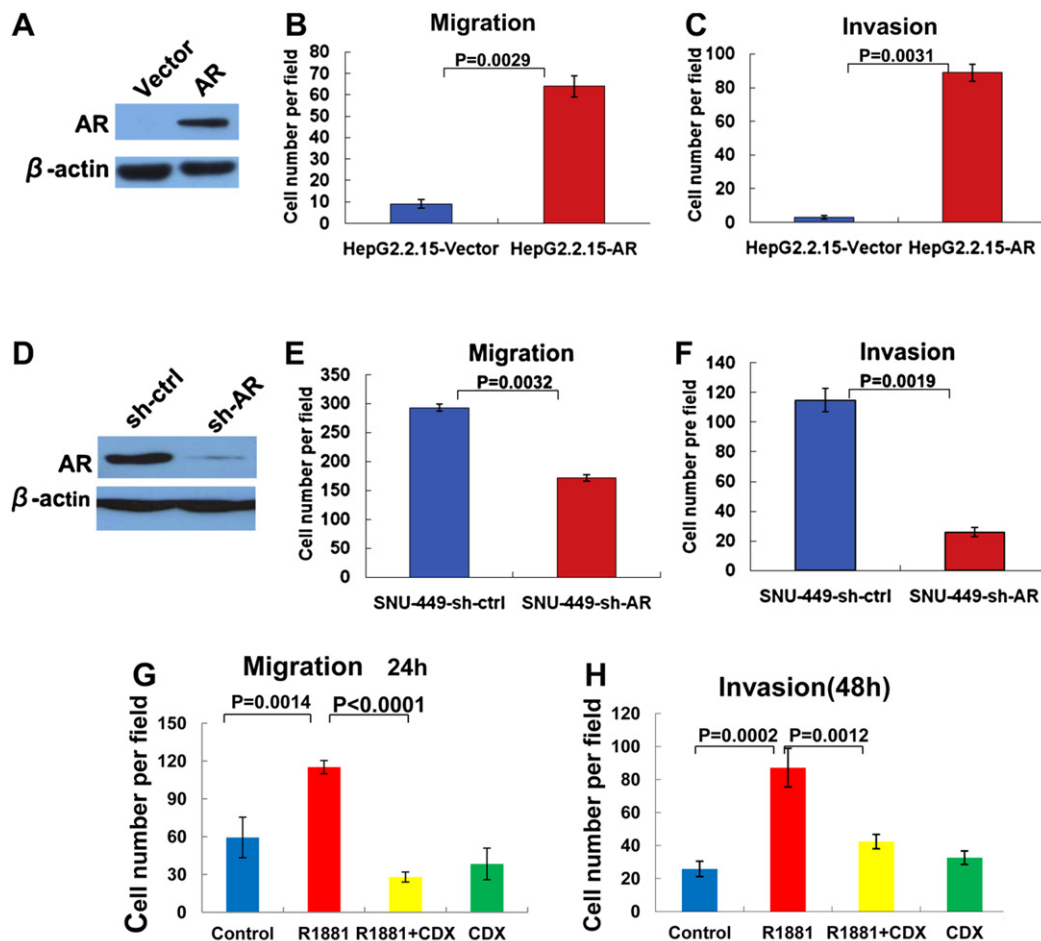 A
Vector
AR
AR
β-actin
B
Migration
P=0.0029
Cell number per field
80
70
60
50
40
30
20
10
0
HepG2.2.15-Vector HepG2.2.15-AR
C
Invasion
P=0.0031
Cell number per field
100
80
60
40
20
0
HepG2.2.15-Vector HepG2.2.15-AR
D
sh-ctrl
sh-AR
AR
β-actin
E
Migration
P=0.0032
Cell number per field
350
300
250
200
150
100
50
0
SNU-449-sh-ctrl SNU-449-sh-AR
F
Invasion
P=0.0019
Cell number pre field
140
120
100
80
60
40
20
0
SNU-449-sh-ctrl SNU-449-sh-AR
G
Migration 24h
P=0.0014 P<0.0001
Cell number per field
150
120
90
60
30
0
Control R1881 R1881+CDX CDX
H
Invasion(48h)
P=0.0002 P=0.0012
Cell number per field
120
100
80
60
40
20
0
Control R1881 R1881+CDX CDX